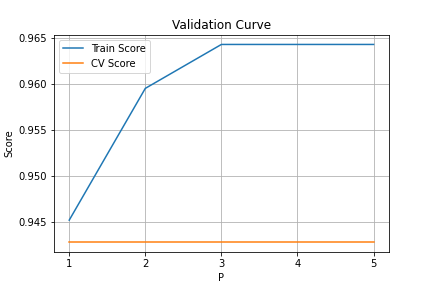 Validation Curve
Train Score
CV Score
0.965
0.960
0.955
0.950
0.945
Score
1 2 3 4 5
P